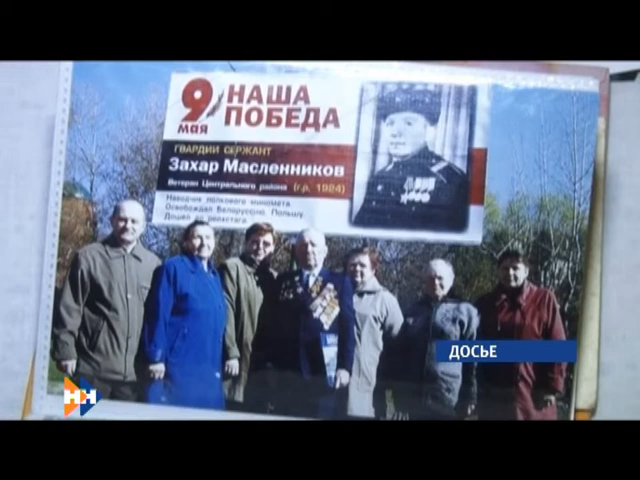 9
мая
НАША
ПОБЕДА
ГВАРДИИ СЕРЖАНТ
Захар Масленников
Ветеран Центрального района (г.р. 1924)
Наводчик полкового миномета.
Освобождал Белоруссию, Польшу.
Дошел до рейхстага.
ДОСЬЕ
НН